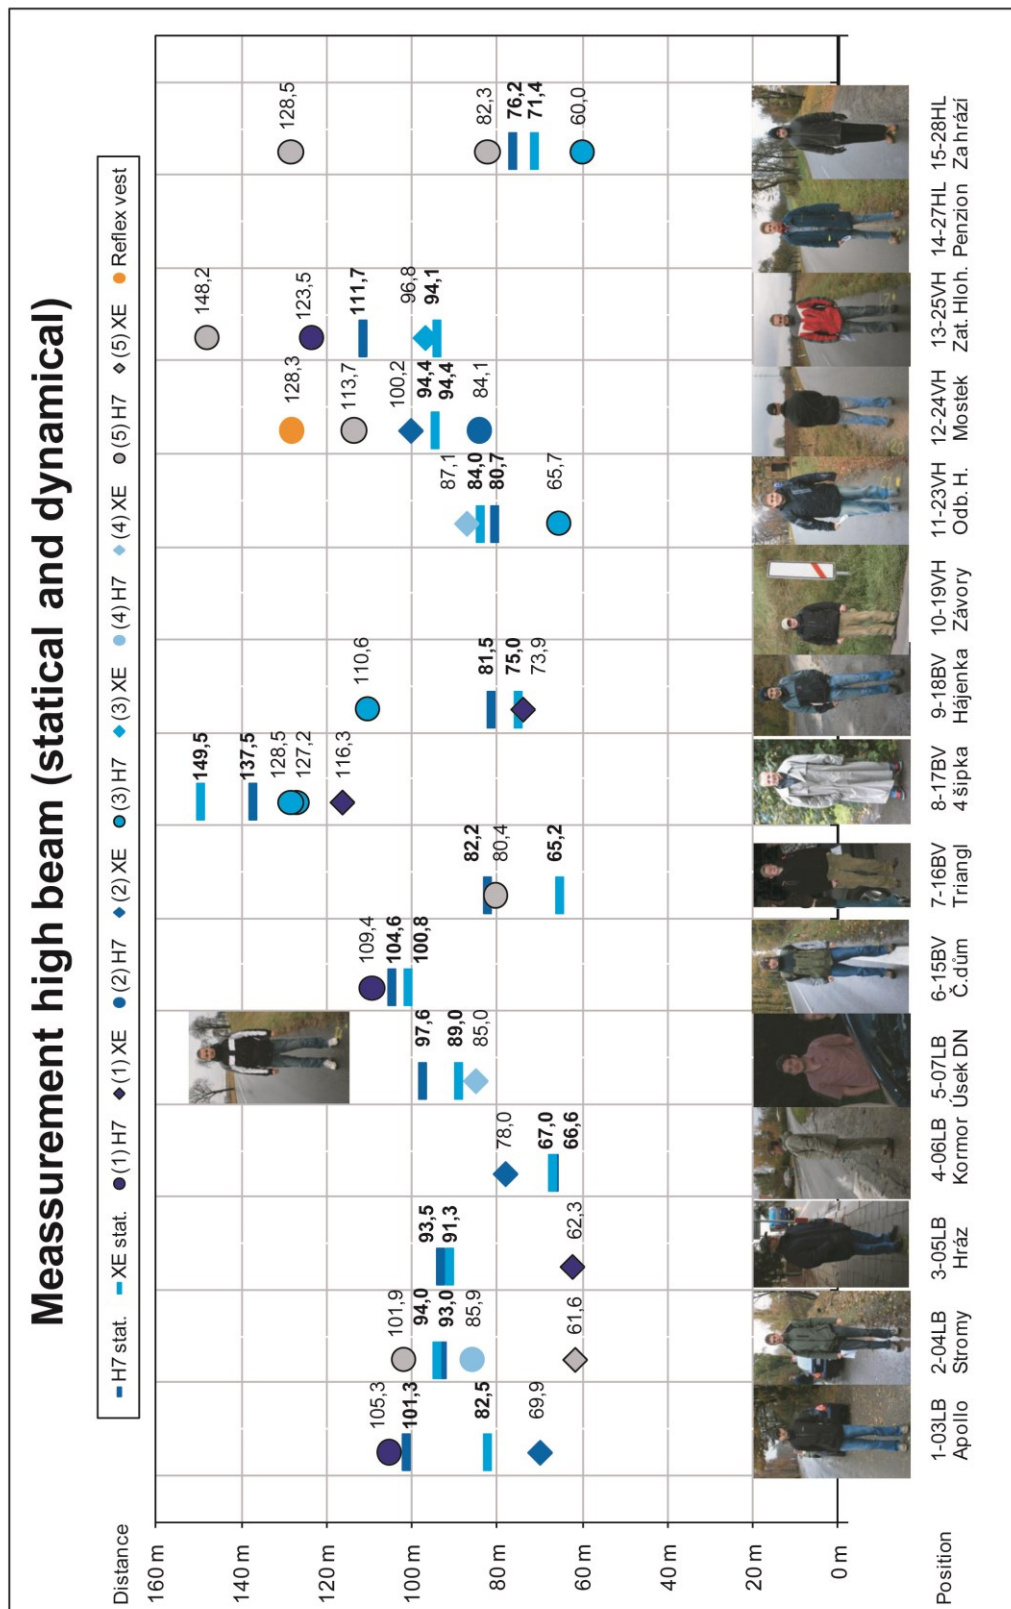 Meassurement high beam (statical and dynamical)
H7 stat. XE stat. (1) H7 (1) XE (2) H7 (2) XE (3) H7 (3) XE (4) H7 (4) XE (5) H7 (5) XE Reflex vest
Distance
160 m
140 m
120 m
100 m
80 m
60 m
40 m
20 m
0 m
105,3
101,3
82,5
69,9
101,9
94,0
93,0
85,9
61,6
93,5
91,3
62,3
78,0
67,0
66,6
97,6
89,0
85,0
109,4
104,6
100,8
82,2
80,4
65,2
149,5
137,5
128,5
127,2
116,3
110,6
81,5
75,0
73,9
87,1
84,0
80,7
65,7
128,3
113,7
100,2
94,4
94,4
84,1
148,2
123,5
111,7
96,8
94,1
128,5
82,3
76,2
71,4
60,0
Position
1-03LB
Apollo
2-04LB
Stromy
3-05LB
Hráz
4-06LB
Kormor
5-07LB
Úsek DN
6-15BV
Č.dům
7-16BV
Triangl
8-17BV
4 šipka
9-18BV
Hájenka
10-19VH
Závory
11-23VH
Odb. H.
12-24VH
Mostek
13-25VH
Zat. Hloh.
14-27HL
Penzion
15-28HL
Zahrází